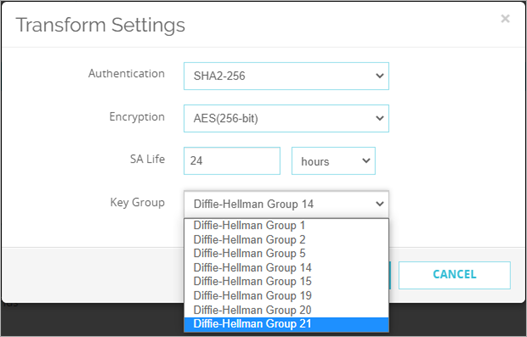 Transform Settings ×
Authentication SHA2-256
Encryption AES(256-bit)
SA Life 24 hours
Key Group Diffie-Hellman Group 14
Diffie-Hellman Group 1
Diffie-Hellman Group 2
Diffie-Hellman Group 5
Diffie-Hellman Group 14
Diffie-Hellman Group 15
Diffie-Hellman Group 19
Diffie-Hellman Group 20
Diffie-Hellman Group 21
CANCEL